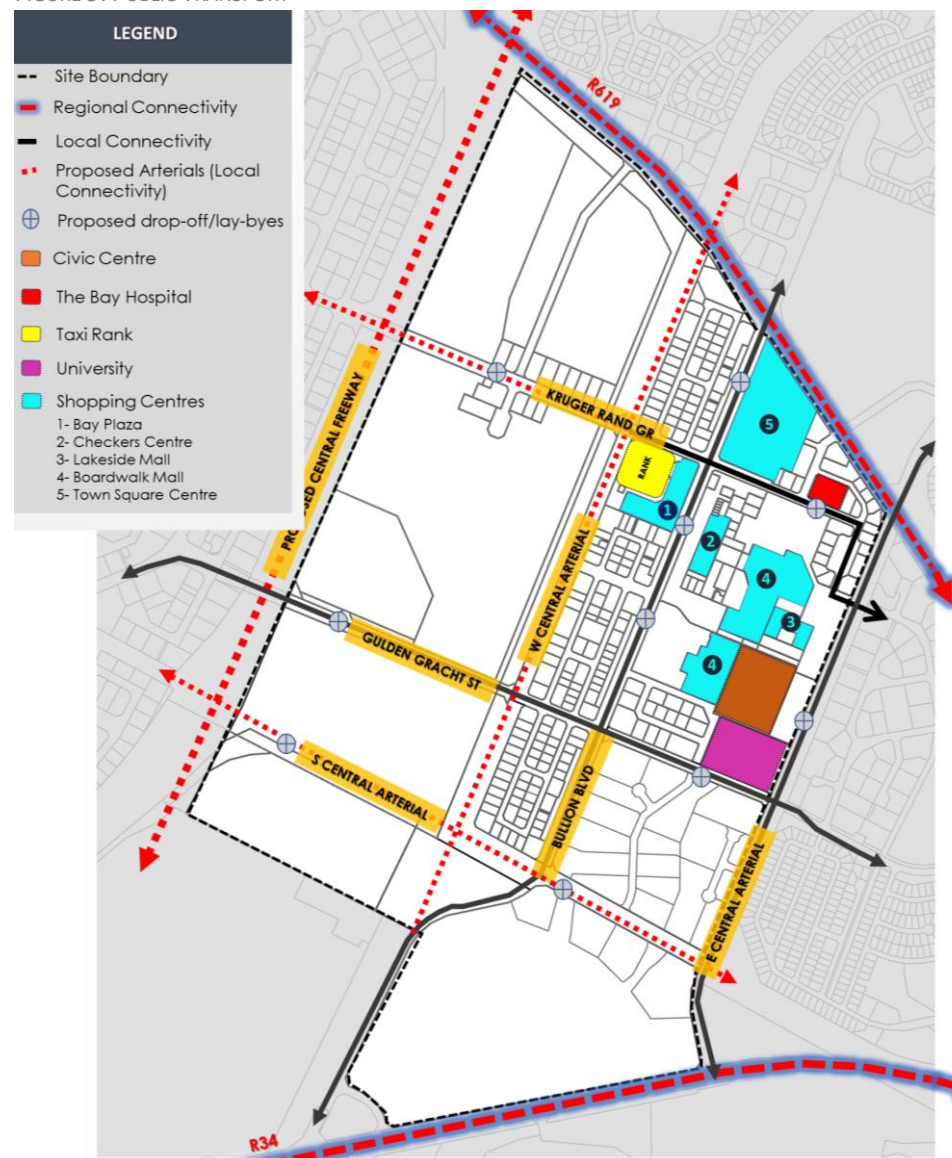 LEGEND
Site Boundary
Regional Connectivity
Local Connectivity
Proposed Arterials (Local
Connectivity)
Proposed drop-off/lay-byes
Civic Centre
The Bay Hospital
Taxi Rank
University
Shopping Centres
1- Bay Plaza
2- Checkers Centre
3- Lakeside Mall
4- Boardwalk Mall
5- Town Square Centre
R619
KRUGER RAND GR
RANK
5
1
2
4
3
4
CENTRAL FREEWAY
W CENTRAL ARTERIAL
GULDEN GRACHT ST
S CENTRAL ARTERIAL
BULLION BLVD
E CENTRAL ARTERIAL
R34